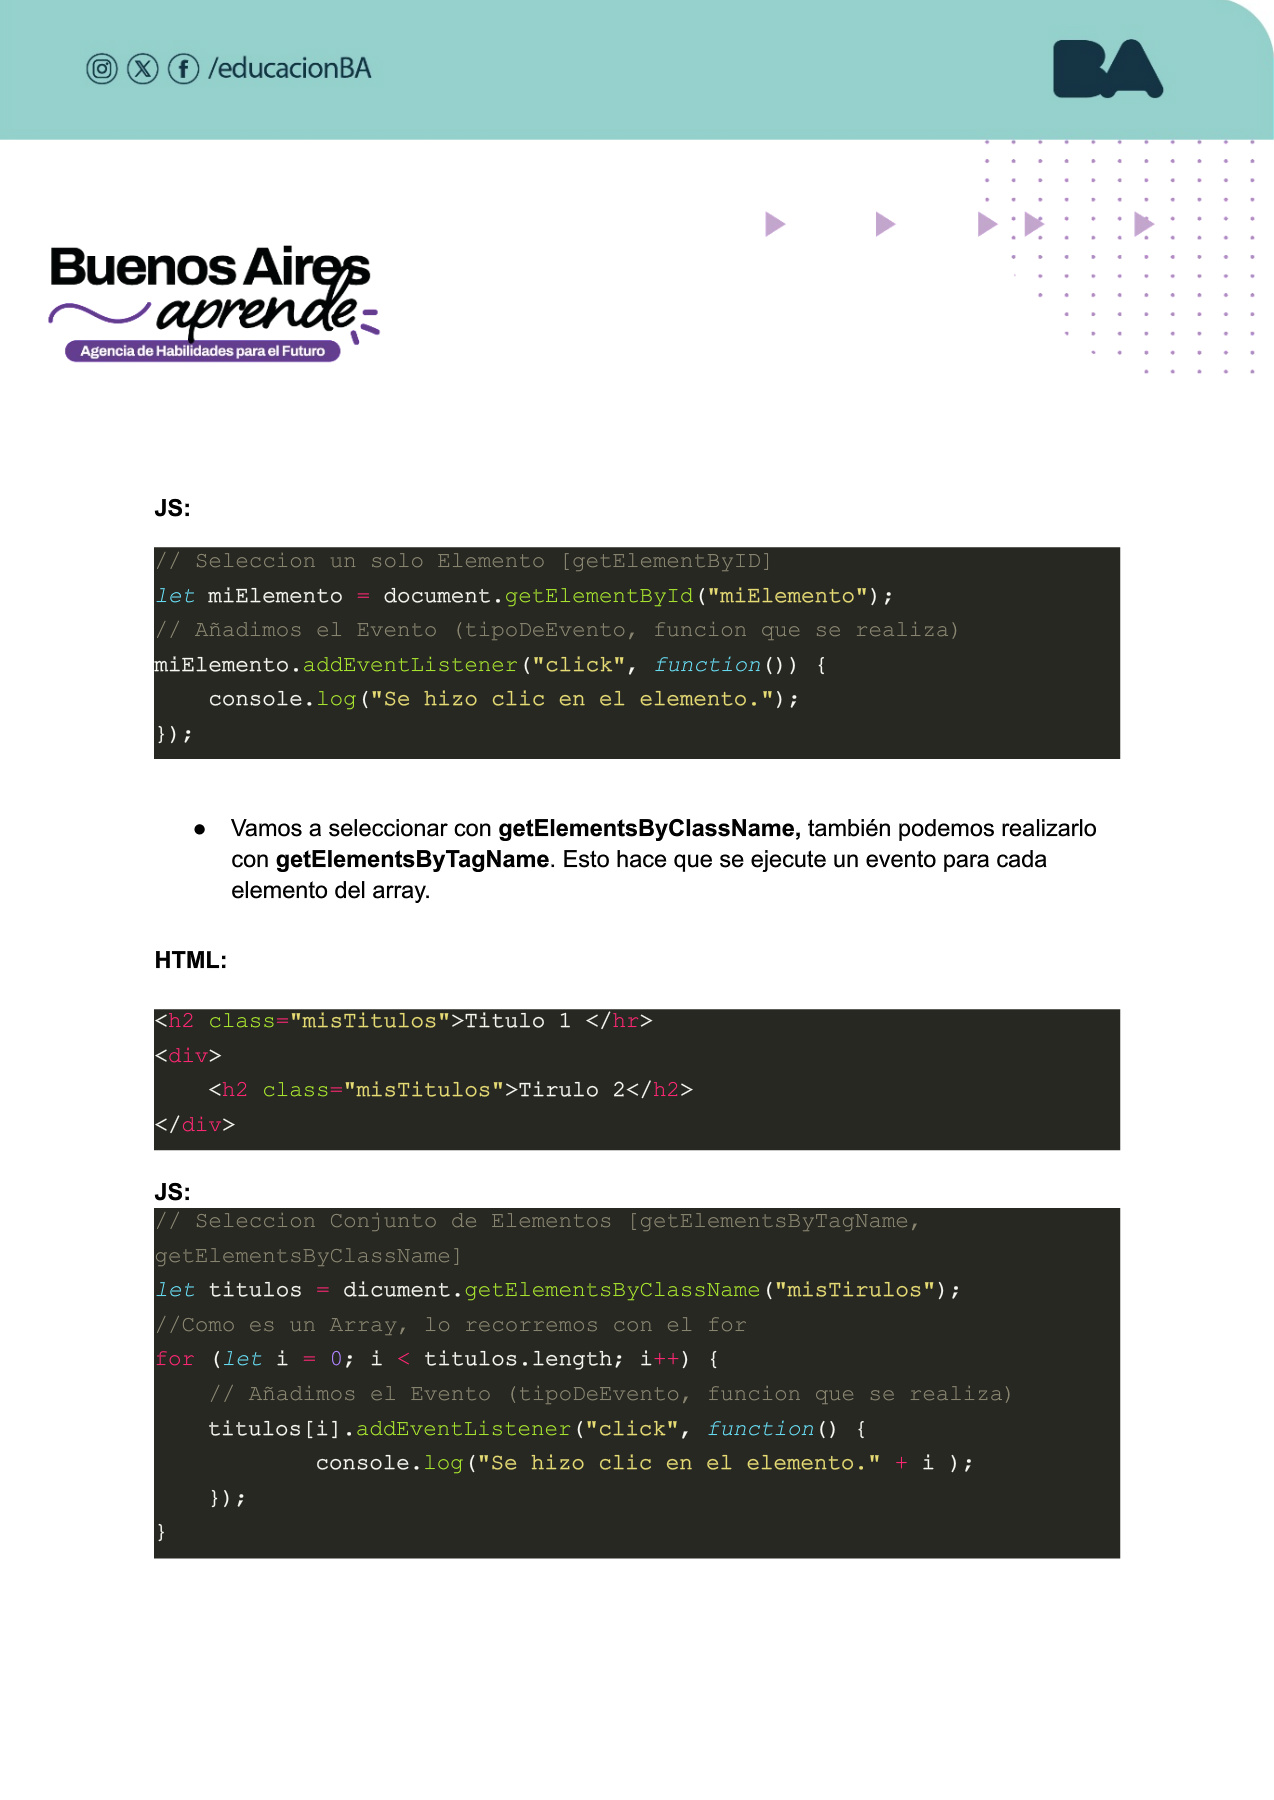 /educacionBA
BA
Buenos Aires
aprende
Agencia de Habilidades para el Futuro
JS:
// Seleccion un solo Elemento [getElementByID]
let miElemento = document.getElementById("miElemento");
// Añadimos el Evento (tipoDeEvento, funcion que se realiza)
miElemento.addEventListener("click", function()) {
    console.log("Se hizo clic en el elemento.");
});
● Vamos a seleccionar con getElementsByClassName, también podemos realizarlo
con getElementsByTagName. Esto hace que se ejecute un evento para cada
elemento del array.
HTML:
<h2 class="misTitulos">Titulo 1 </hr>
<div>
    <h2 class="misTitulos">Tirulo 2</h2>
</div>
JS:
// Seleccion Conjunto de Elementos [getElementsByTagName,
getElementsByClassName]
let titulos = dicument.getElementsByClassName("misTirulos");
//Como es un Array, lo recorremos con el for
for (let i = 0; i < titulos.length; i++) {
    // Añadimos el Evento (tipoDeEvento, funcion que se realiza)
    titulos[i].addEventListener("click", function() {
            console.log("Se hizo clic en el elemento." + i );
    });
}